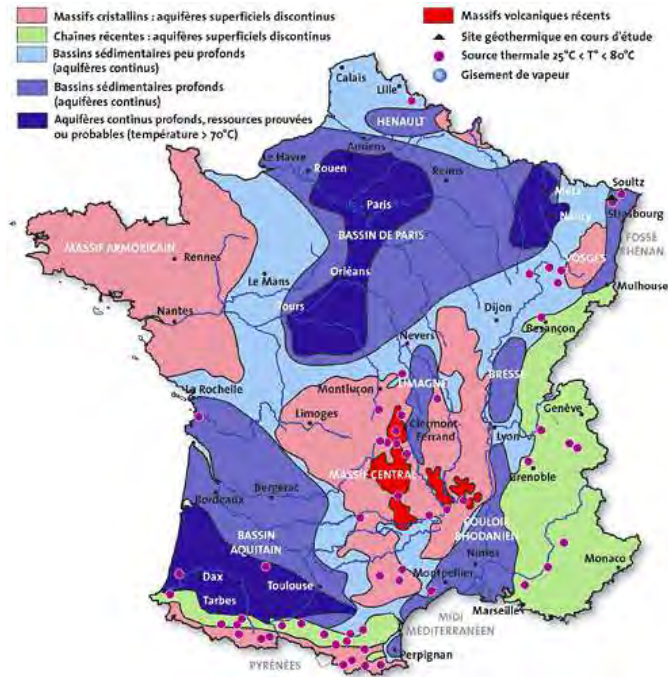 Massifs cristallins : aquifères superficiels discontinus
Chaînes récentes : aquifères superficiels discontinus
Bassins sédimentaires peu profonds
(aquifères continus)
Bassins sédimentaires profonds
(aquifères continus)
Aquifères continus profonds, ressources prouvées
ou probables (température > 70°C)
Massifs volcaniques récents
Site géothermique en cours d'étude
Source thermale 25°C < T° < 80°C
Gisement de vapeur
Calais
Lille
HENAULT
Amiens
Le Havre
Rouen
Reims
Metz
Soultz
Paris
Nancy
Strasbourg
BASSIN DE PARIS
FOSSÉ
RHÉNAN
MASSIF ARMORICAIN
Rennes
VOSGES
Orléans
Le Mans
Mulhouse
Tours
Dijon
Nantes
Besançon
Nevers
La Rochelle
Montluçon
LIMAGNE
BRESSE
Genève
Limoges
Clermont-
Ferrand
Lyon
MASSIF CENTRAL
Grenoble
Bergerac
Bordeaux
COULOIR
RHODANIEN
BASSIN
AQUITAIN
Nîmes
Monaco
Dax
Toulouse
Montpellier
Tarbes
Marseille
MIDI
MÉDITERRANÉEN
Perpignan
PYRÉNÉES